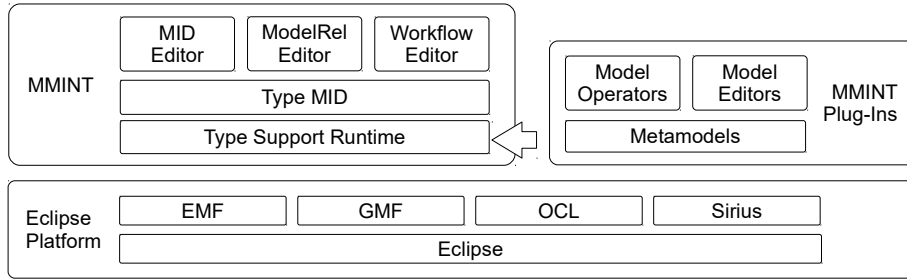 MMINT
MID
Editor
ModelRel
Editor
Workflow
Editor
Type MID
Type Support Runtime
Model
Operators
Model
Editors
Metamodels
MMINT
Plug-Ins
Eclipse
Platform
EMF
GMF
OCL
Sirius
Eclipse